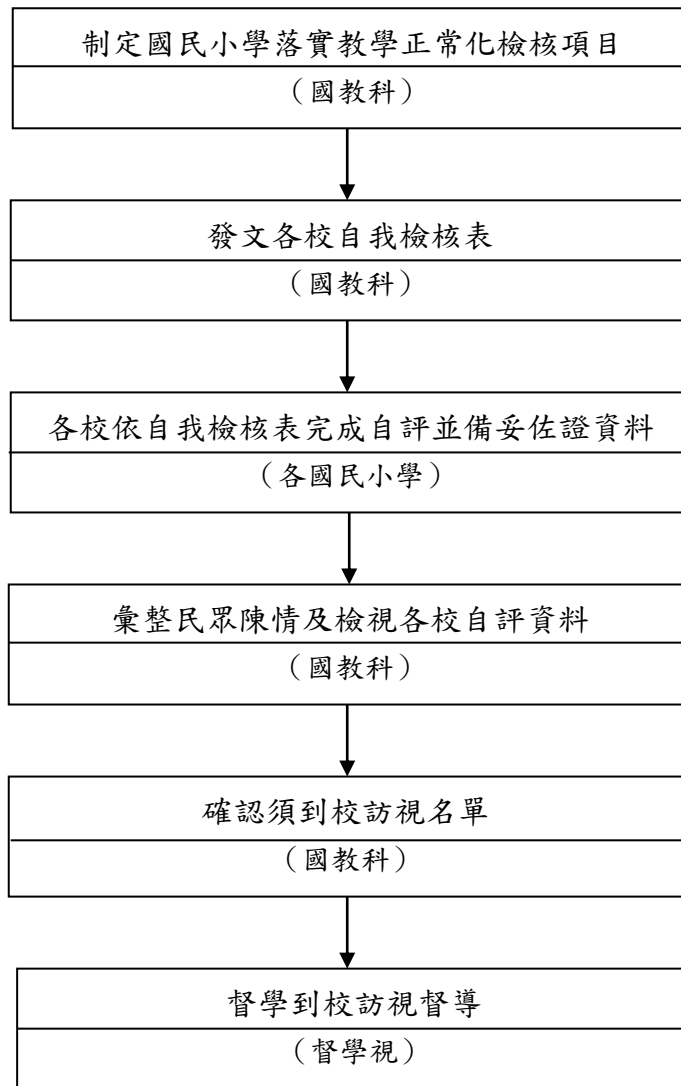 制定國民小學落實教學正常化檢核項目
（國教科）
發文各校自我檢核表
（國教科）
各校依自我檢核表完成自評並備妥佐證資料
（各國民小學）
彙整民眾陳情及檢視各校自評資料
（國教科）
確認須到校訪視名單
（國教科）
督學到校訪視督導
（督學視）